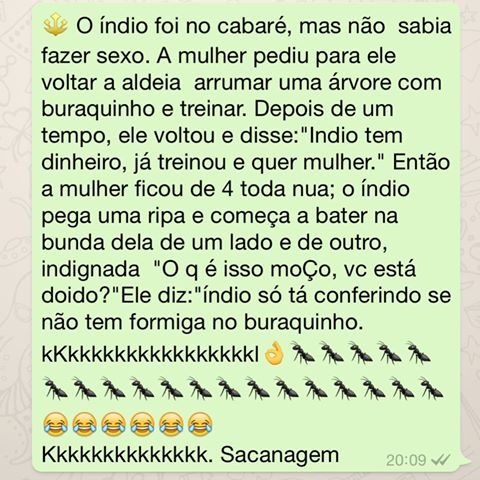 🔱 O índio foi no cabaré, mas não  sabia
fazer sexo. A mulher pediu para ele
voltar a aldeia  arrumar uma árvore com
buraquinho e treinar. Depois de um
tempo, ele voltou e disse:"Indio tem
dinheiro, já treinou e quer mulher." Então
a mulher ficou de 4 toda nua; o índio
pega uma ripa e começa a bater na
bunda dela de um lado e de outro,
indignada  "O q é isso moÇo, vc está
doido?"Ele diz:"índio só tá conferindo se
não tem formiga no buraquinho.
kKkkkkkkkkkkkkkkkkkl👌🐜🐜🐜🐜🐜
🐜🐜🐜🐜🐜🐜🐜🐜🐜🐜🐜🐜🐜🐜
😂😂😂😂😂😂
Kkkkkkkkkkkkkk. Sacanagem
20:09